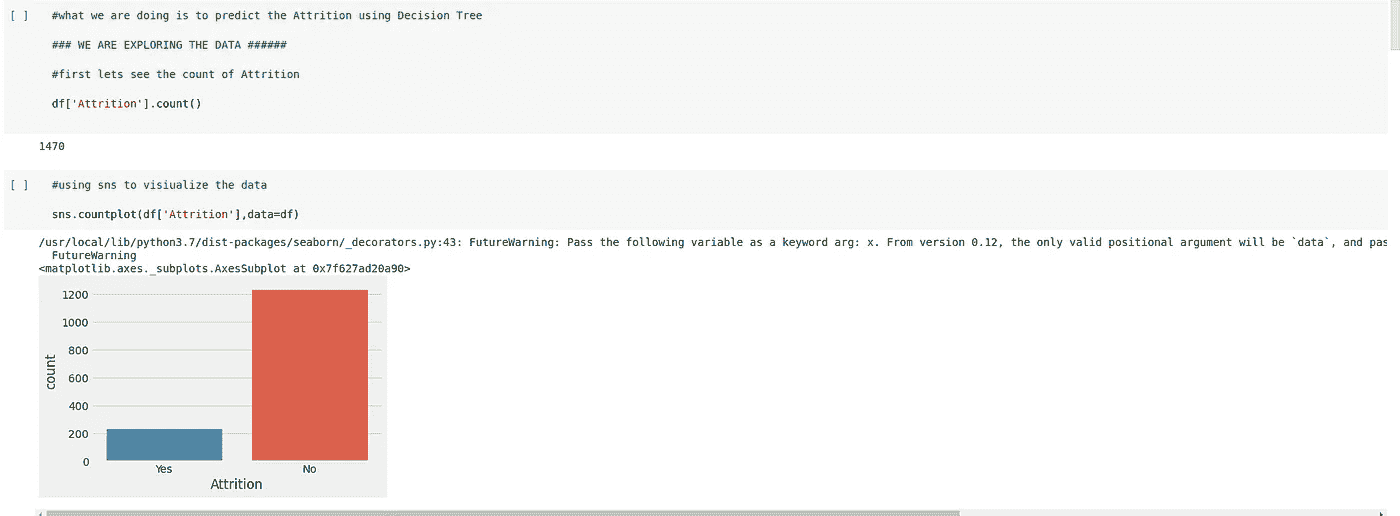 [ ] #what we are doing is to predict the Attrition using Decision Tree
### WE ARE EXPLORING THE DATA ######
#first lets see the count of Attrition
df['Attrition'].count()
1470
[ ] #using sns to visiualize the data
sns.countplot(df['Attrition'],data=df)
/usr/local/lib/python3.7/dist-packages/seaborn/_decorators.py:43: FutureWarning: Pass the following variable as a keyword arg: x. From version 0.12, the only valid positional argument will be `data`, and pas
FutureWarning
<matplotlib.axes._subplots.AxesSubplot at 0x7f627ad20a90>
1200
1000
800
600
400
200
0
count
Yes No
Attrition